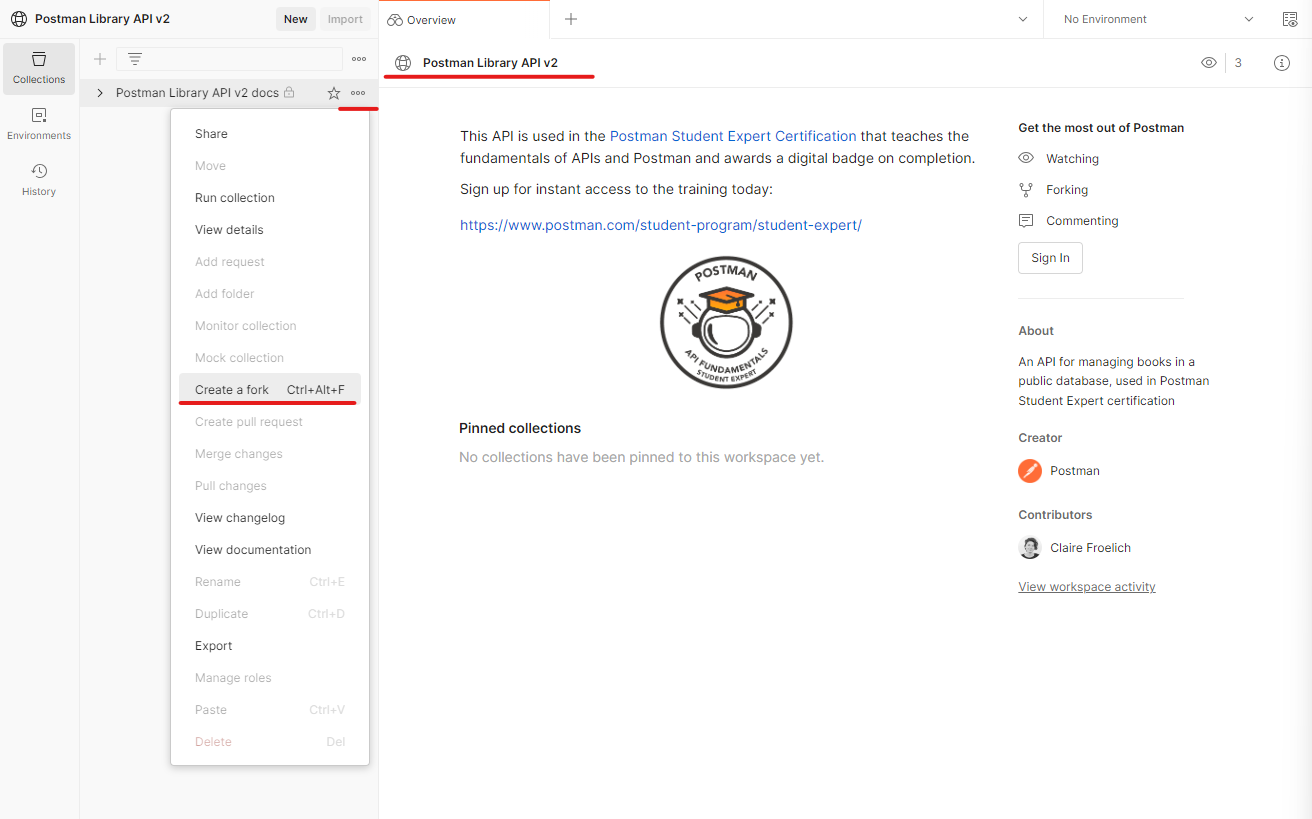 Postman Library API v2
New
Import
Overview
No Environment
Collections
Environments
History
Postman Library API v2 docs
Share
Move
Run collection
View details
Add request
Add folder
Monitor collection
Mock collection
Create a fork Ctrl+Alt+F
Create pull request
Merge changes
Pull changes
View changelog
View documentation
Rename Ctrl+E
Duplicate Ctrl+D
Export
Manage roles
Paste Ctrl+V
Delete Del
Postman Library API v2
3
This API is used in the Postman Student Expert Certification that teaches the
fundamentals of APIs and Postman and awards a digital badge on completion.
Sign up for instant access to the training today:
https://www.postman.com/student-program/student-expert/
POSTMAN
API FUNDAMENTALS
STUDENT EXPERT
Pinned collections
No collections have been pinned to this workspace yet.
Get the most out of Postman
Watching
Forking
Commenting
Sign In
About
An API for managing books in a
public database, used in Postman
Student Expert certification
Creator
Postman
Contributors
Claire Froelich
View workspace activity